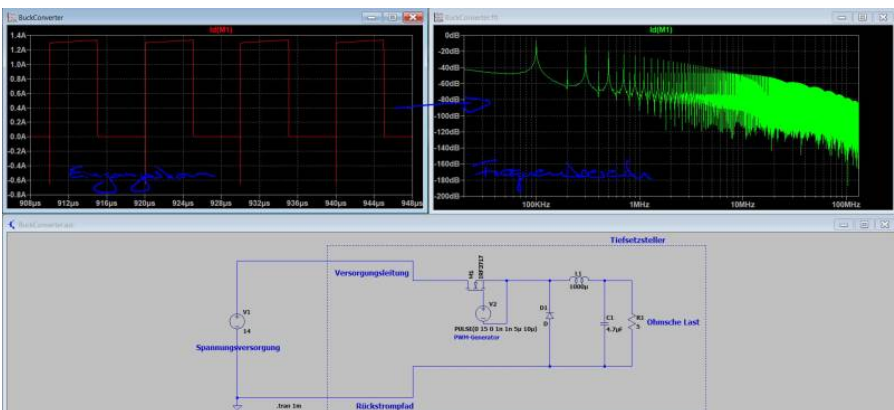 BuckConverter
Id(M1)
1.4A
1.2A
1.0A
0.8A
0.6A
0.4A
0.2A
0.0A
-0.2A
-0.4A
-0.6A
-0.8A
908µs 912µs 916µs 920µs 924µs 928µs 932µs 936µs 940µs 944µs 948µs
Eingangsstrom
BuckConverter.fft
Id(M1)
0dB
-20dB
-40dB
-60dB
-80dB
-100dB
-120dB
-140dB
-160dB
-180dB
-200dB
100KHz 1MHz 10MHz 100MHz
Frequenzbereich
BuckConverter.asc
Tiefsetzsteller
Versorgungsleitung
M1
IRF3717
L1
1000µ
V1
14
V2
D1
D
C1
4.7µF
R1
5
Ohmsche Last
PULSE(0 15 0 1n 1n 5µ 10µ)
PWM-Generator
Spannungsversorgung
.tran 1m
Rückstrompfad